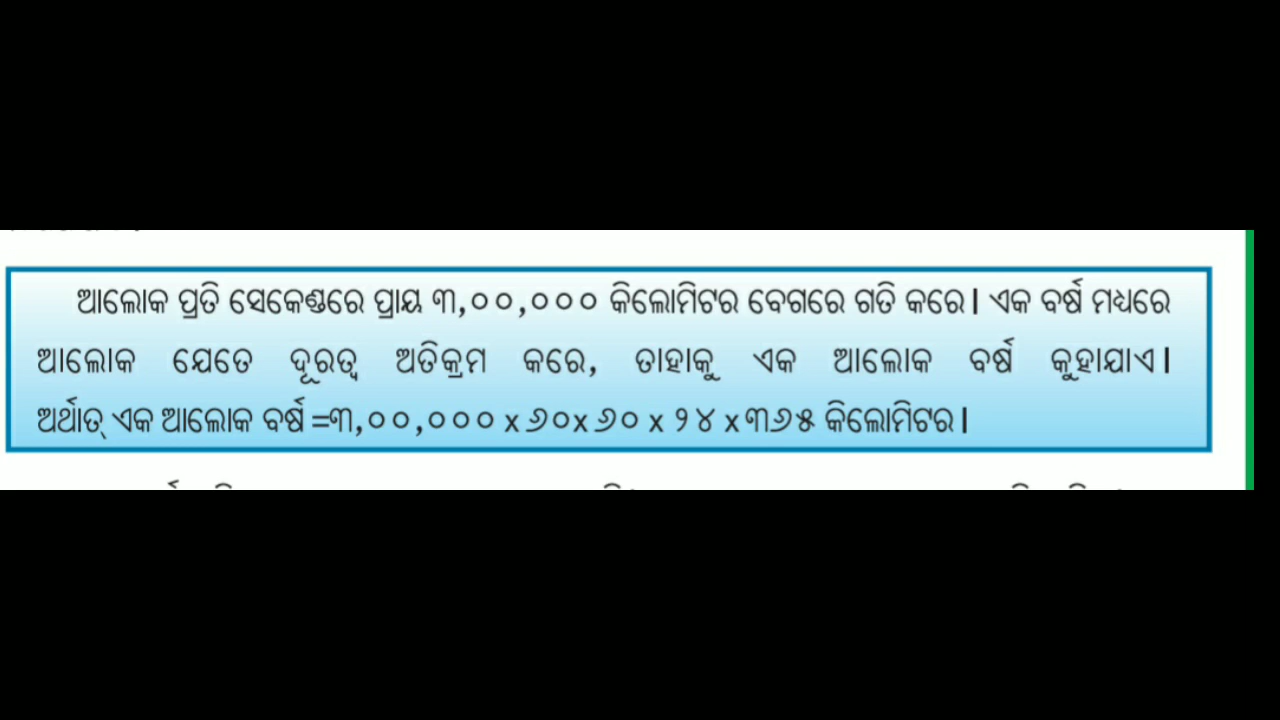 ଆଲୋକ ପ୍ରତି ସେକେଣ୍ଡରେ ପ୍ରାୟ ୩,୦୦,୦୦୦ କିଲୋମିଟର ବେଗରେ ଗତି କରେ। ଏକ ବର୍ଷ ମଧ୍ୟରେ
ଆଲୋକ ଯେତେ ଦୂରତ୍ୱ ଅତିକ୍ରମ କରେ, ତାହାକୁ ଏକ ଆଲୋକ ବର୍ଷ କୁହାଯାଏ।
ଅର୍ଥାତ୍ ଏକ ଆଲୋକ ବର୍ଷ =୩,୦୦,୦୦୦ x ୬୦x ୬୦ x ୨୪ x ୩୬୫ କିଲୋମିଟର।